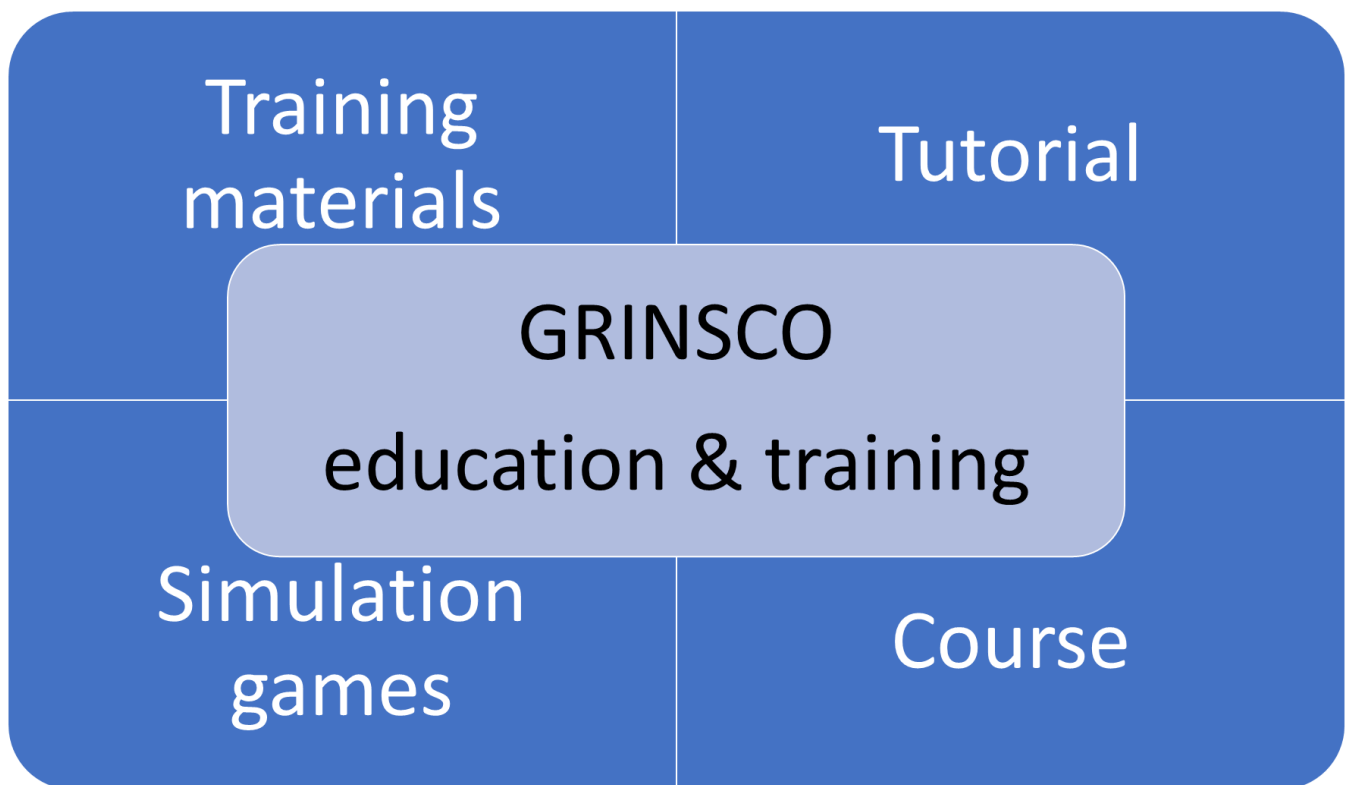 Training
materials
Tutorial
GRINSCO
education & training
Simulation
games
Course